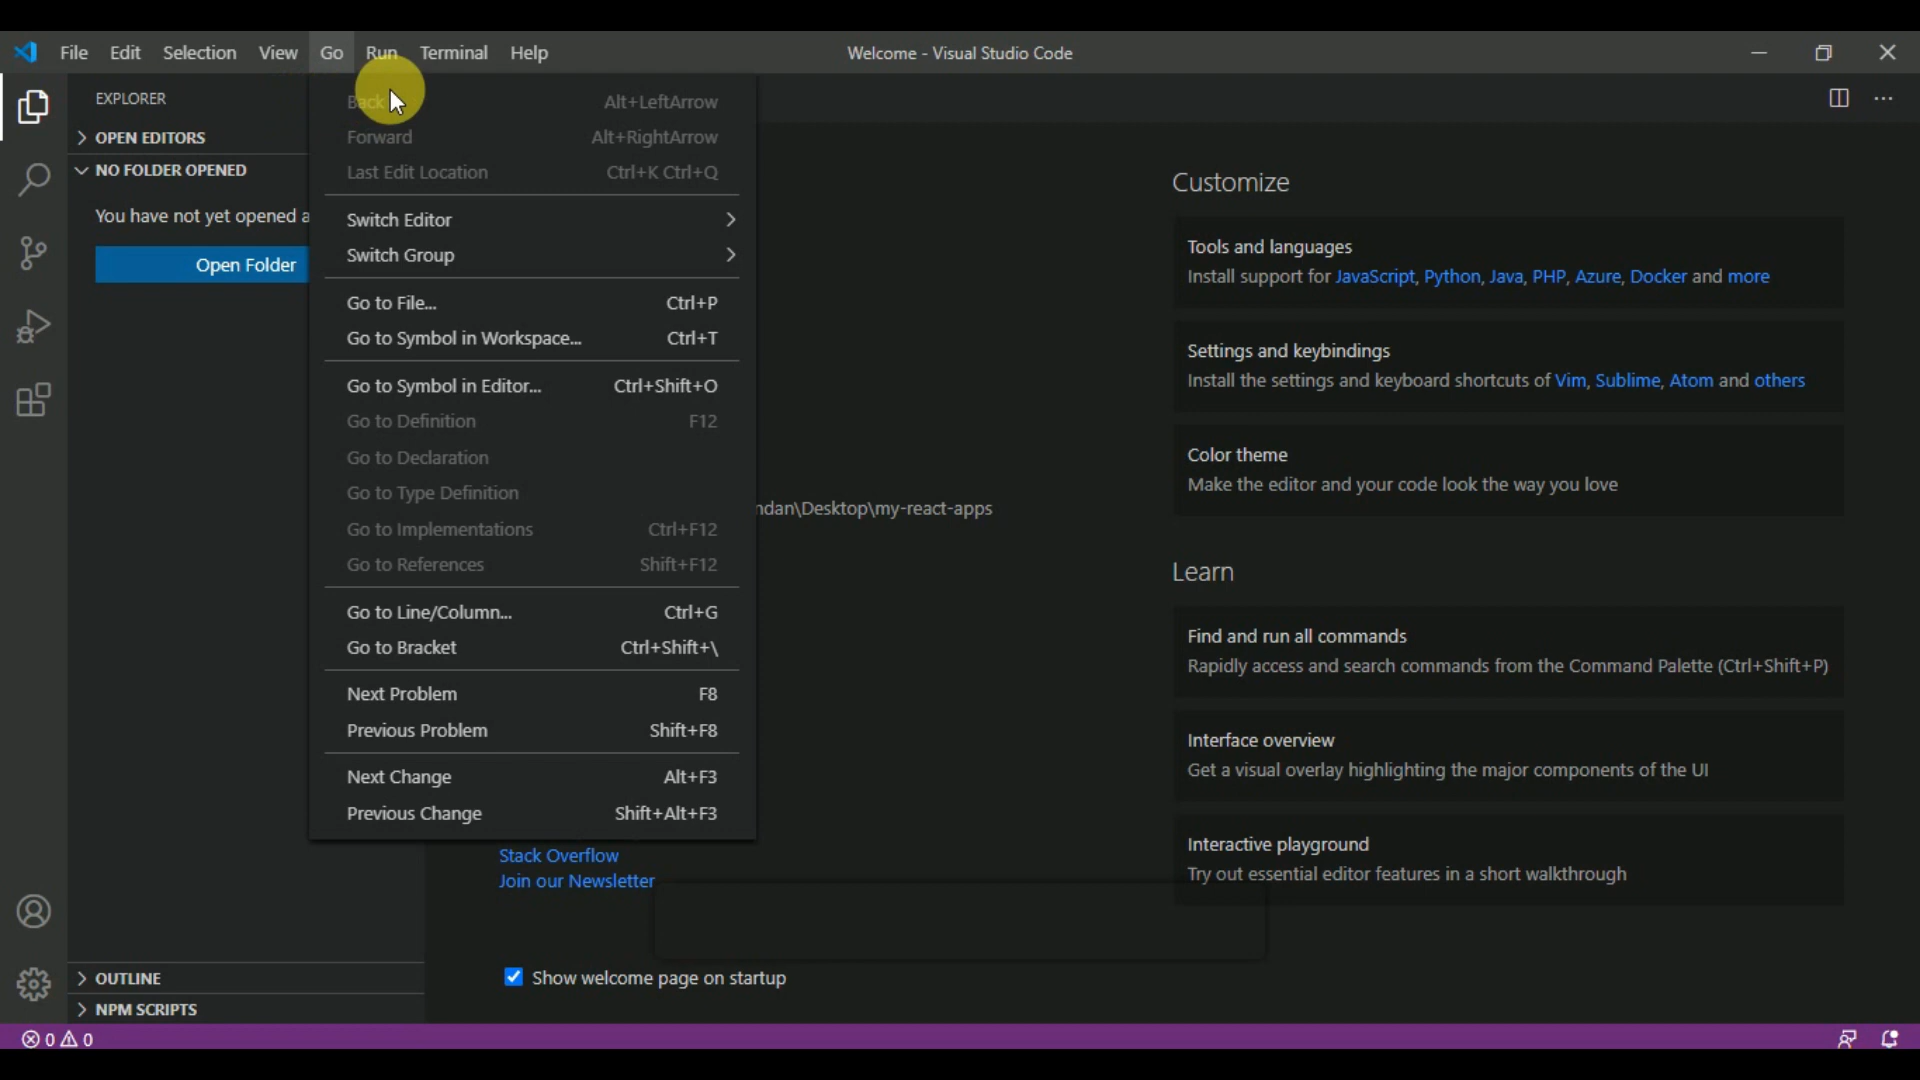 File Edit Selection View Go Run Terminal Help Welcome - Visual Studio Code
EXPLORER
OPEN EDITORS
NO FOLDER OPENED
You have not yet opened a
Open Folder
Back Alt+LeftArrow
Forward Alt+RightArrow
Last Edit Location Ctrl+K Ctrl+Q
Switch Editor
Switch Group
Go to File... Ctrl+P
Go to Symbol in Workspace... Ctrl+T
Go to Symbol in Editor... Ctrl+Shift+O
Go to Definition F12
Go to Declaration
Go to Type Definition
Go to Implementations Ctrl+F12
Go to References Shift+F12
Go to Line/Column... Ctrl+G
Go to Bracket Ctrl+Shift+\
Next Problem F8
Previous Problem Shift+F8
Next Change Alt+F3
Previous Change Shift+Alt+F3
ndan\Desktop\my-react-apps
Stack Overflow
Join our Newsletter
Show welcome page on startup
Customize
Tools and languages
Install support for JavaScript, Python, Java, PHP, Azure, Docker and more
Settings and keybindings
Install the settings and keyboard shortcuts of Vim, Sublime, Atom and others
Color theme
Make the editor and your code look the way you love
Learn
Find and run all commands
Rapidly access and search commands from the Command Palette (Ctrl+Shift+P)
Interface overview
Get a visual overlay highlighting the major components of the UI
Interactive playground
Try out essential editor features in a short walkthrough
OUTLINE
NPM SCRIPTS
0 0